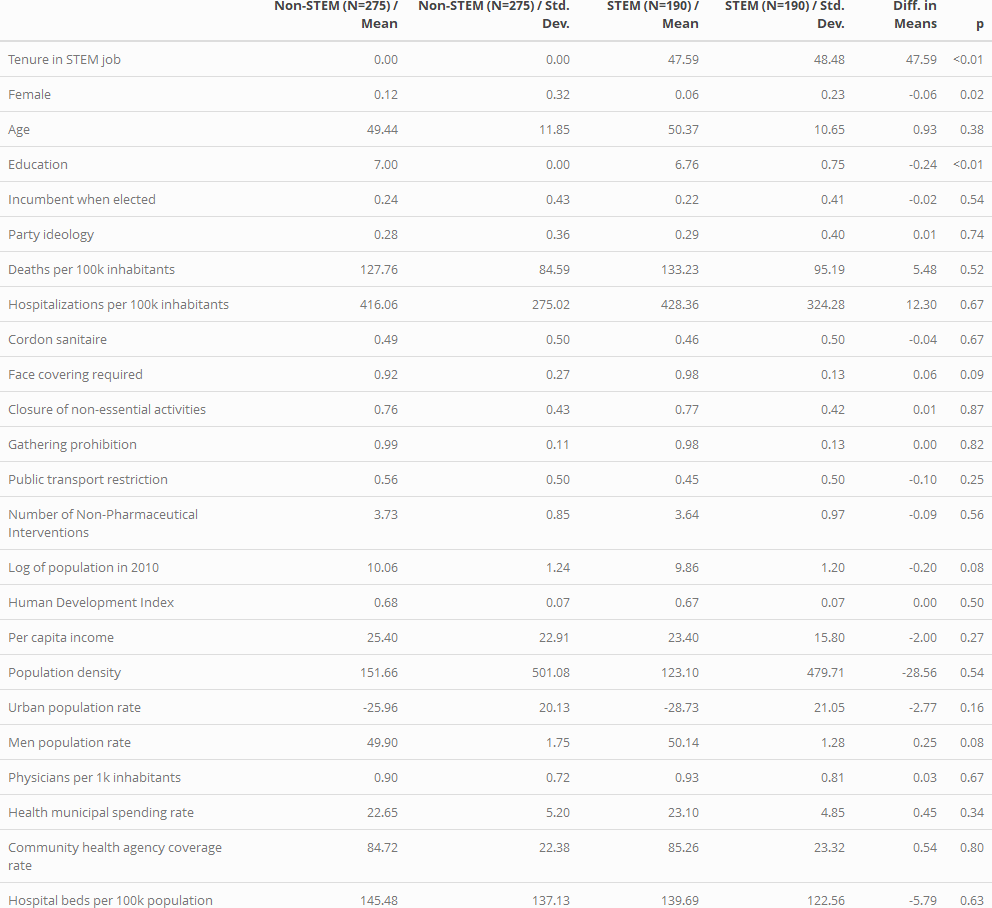 Non-STEM (N=275) / Mean Non-STEM (N=275) / Std. Dev. STEM (N=190) / Mean STEM (N=190) / Std. Dev. Diff. in Means p
Tenure in STEM job 0.00 0.00 47.59 48.48 47.59 <0.01
Female 0.12 0.32 0.06 0.23 -0.06 0.02
Age 49.44 11.85 50.37 10.65 0.93 0.38
Education 7.00 0.00 6.76 0.75 -0.24 <0.01
Incumbent when elected 0.24 0.43 0.22 0.41 -0.02 0.54
Party ideology 0.28 0.36 0.29 0.40 0.01 0.74
Deaths per 100k inhabitants 127.76 84.59 133.23 95.19 5.48 0.52
Hospitalizations per 100k inhabitants 416.06 275.02 428.36 324.28 12.30 0.67
Cordon sanitaire 0.49 0.50 0.46 0.50 -0.04 0.67
Face covering required 0.92 0.27 0.98 0.13 0.06 0.09
Closure of non-essential activities 0.76 0.43 0.77 0.42 0.01 0.87
Gathering prohibition 0.99 0.11 0.98 0.13 0.00 0.82
Public transport restriction 0.56 0.50 0.45 0.50 -0.10 0.25
Number of Non-Pharmaceutical 3.73 0.85 3.64 0.97 -0.09 0.56
Interventions
Log of population in 2010 10.06 1.24 9.86 1.20 -0.20 0.08
Human Development Index 0.68 0.07 0.67 0.07 0.00 0.50
Per capita income 25.40 22.91 23.40 15.80 -2.00 0.27
Population density 151.66 501.08 123.10 479.71 -28.56 0.54
Urban population rate -25.96 20.13 -28.73 21.05 -2.77 0.16
Men population rate 49.90 1.75 50.14 1.28 0.25 0.08
Physicians per 1k inhabitants 0.90 0.72 0.93 0.81 0.03 0.67
Health municipal spending rate 22.65 5.20 23.10 4.85 0.45 0.34
Community health agency coverage 84.72 22.38 85.26 23.32 0.54 0.80
rate
Hospital beds per 100k population 145.48 137.13 139.69 122.56 -5.79 0.63